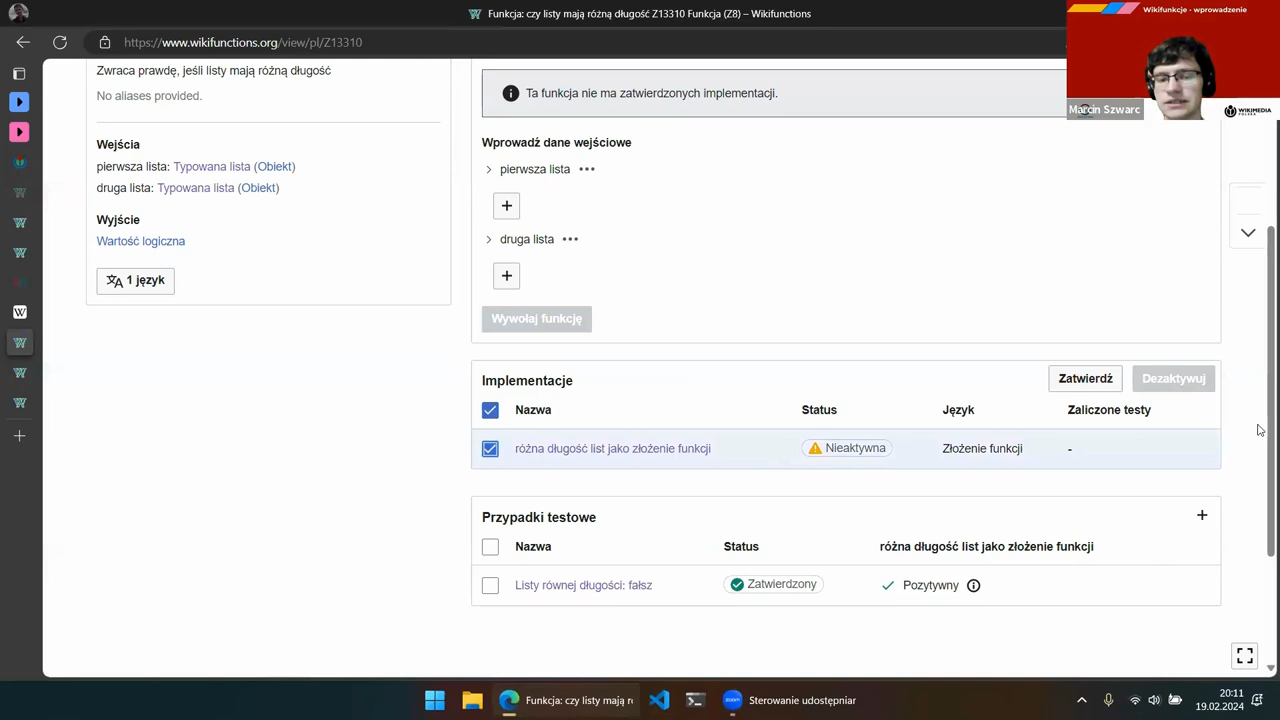 Funkcja: czy listy mają różną długość Z13310 Funkcja (Z8) – Wikifunctions
https://www.wikifunctions.org/view/pl/Z13310
Wikifunkcje - wprowadzenie
Marcin Szwarc
WIKIMEDIA
POLSKA
Zwraca prawdę, jeśli listy mają różną długość
No aliases provided.
Wejścia
pierwsza lista: Typowana lista (Obiekt)
druga lista: Typowana lista (Obiekt)
Wyjście
Wartość logiczna
1 język
Ta funkcja nie ma zatwierdzonych implementacji.
Wprowadź dane wejściowe
pierwsza lista
druga lista
Wywołaj funkcję
Implementacje
Zatwierdź
Dezaktywuj
Nazwa Status Język Zaliczone testy
różna długość list jako złożenie funkcji Nieaktywna Złożenie funkcji -
Przypadki testowe
Nazwa Status różna długość list jako złożenie funkcji
Listy równej długości: fałsz Zatwierdzony Pozytywny
Funkcja: czy listy mają r
Sterowanie udostępniar
20:11
19.02.2024